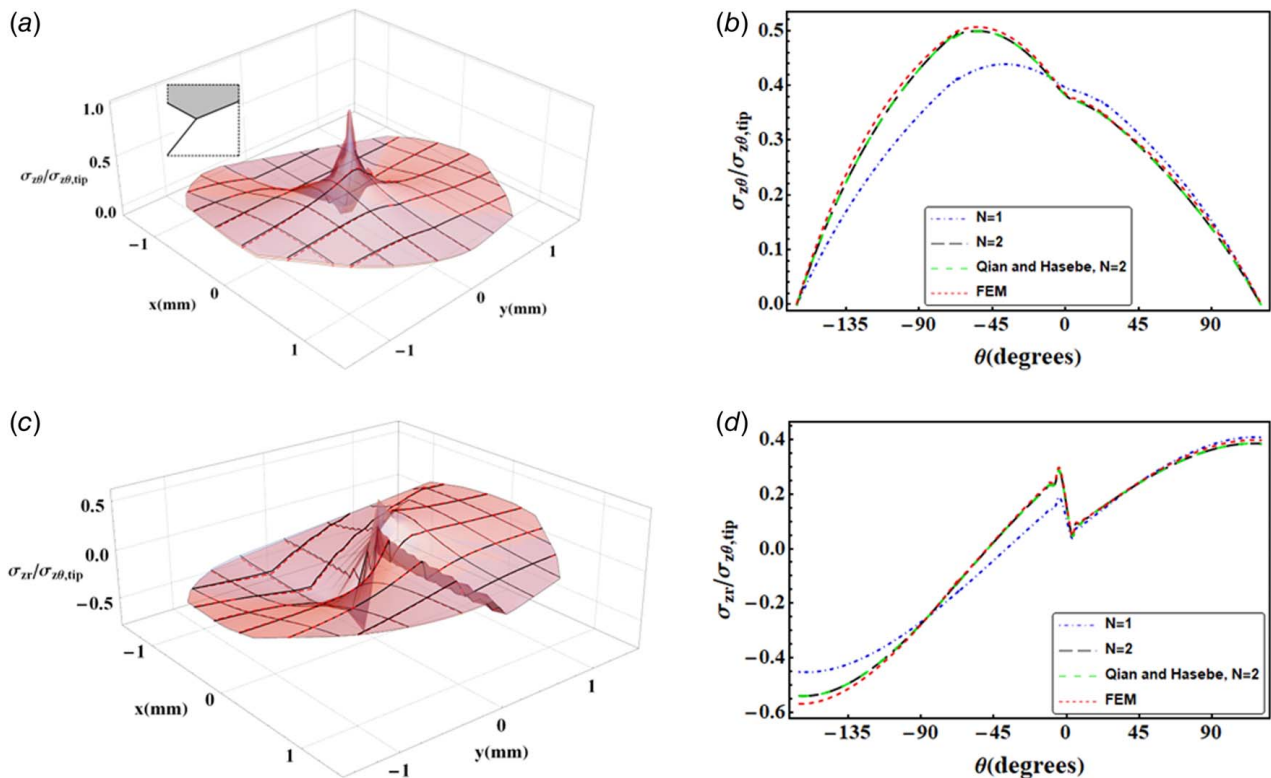 (a)
1.0
0.5
0.0
σzθ/σzθ,tip
−1
0
1
x(mm)
−1
0
1
y(mm)
(b)
0.5
0.4
0.3
0.2
0.1
0.0
σzθ/σzθ,tip
N=1
N=2
Qian and Hasebe, N=2
FEM
−135 −90 −45 0 45 90
θ(degrees)
(c)
0.5
0.0
−0.5
σzr/σzθ,tip
−1
0
1
x(mm)
−1
0
1
y(mm)
(d)
0.4
0.2
0.0
−0.2
−0.4
−0.6
σzr/σzθ,tip
N=1
N=2
Qian and Hasebe, N=2
FEM
−135 −90 −45 0 45 90
θ(degrees)